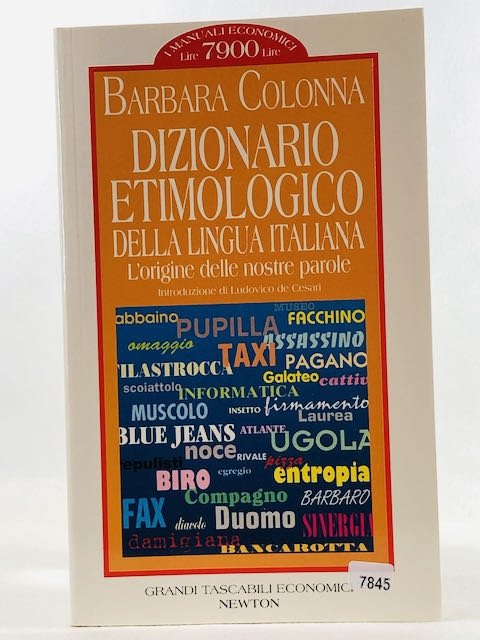 I MANUALI ECONOMICI
Lire 7900 Lire
BARBARA COLONNA
DIZIONARIO
ETIMOLOGICO
DELLA LINGUA ITALIANA
L'origine delle nostre parole
Introduzione di Ludovico de Cesari
MUSEO
abbaino PUPILLA FACCHINO
omaggio ASSASSINO
TAXI
FILASTROCCA PAGANO
Galateo cattiv
scoiattolo
INFORMATICA
MUSCOLO INSETTO firmamento
Laurea
BLUE JEANS ATLANTE
UGOLA
noce RIVALE
repulisti pizza
BIRO egregio entropia
Compagno BARBARO
FAX diavolo Duomo SINERGIA
damigiana
BANCAROTTA
GRANDI TASCABILI ECONOMICI
NEWTON
7845